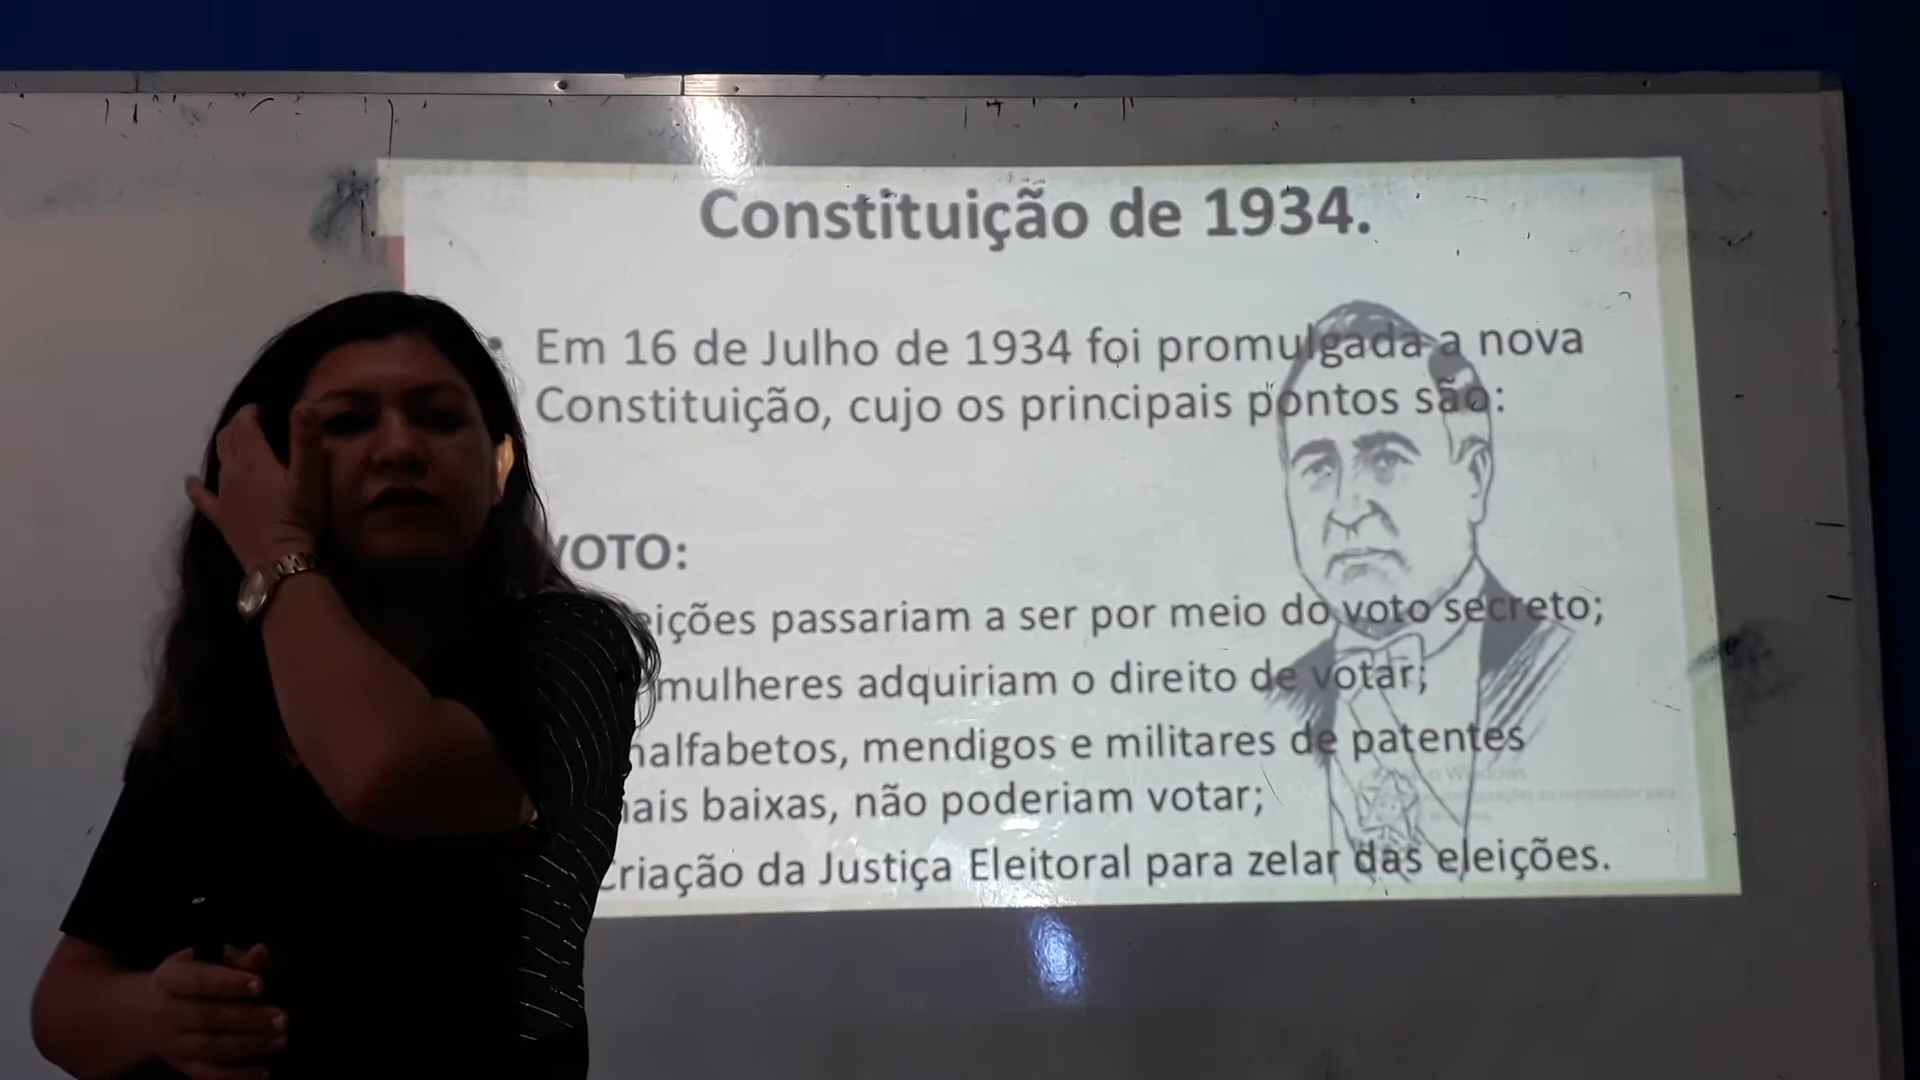 Constituição de 1934.
• Em 16 de Julho de 1934 foi promulgada a nova
Constituição, cujo os principais pontos são:
VOTO:
eições passariam a ser por meio do voto secreto;
mulheres adquiriam o direito de votar;
nalfabetos, mendigos e militares de patentes
ais baixas, não poderiam votar;
Criação da Justiça Eleitoral para zelar das eleições.